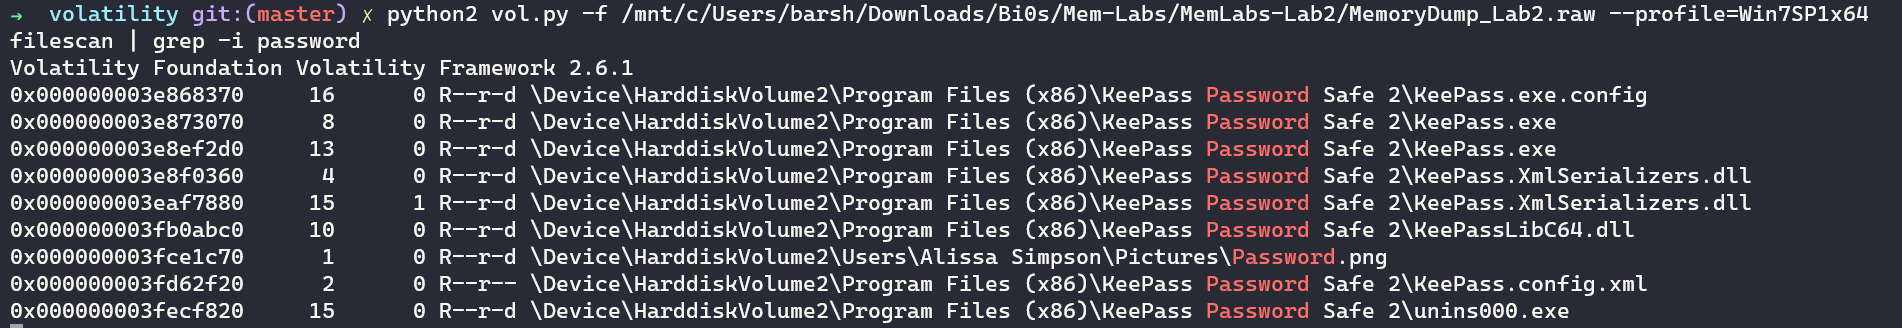 →  volatility git:(master) ✗ python2 vol.py -f /mnt/c/Users/barsh/Downloads/Bi0s/Mem-Labs/MemLabs-Lab2/MemoryDump_Lab2.raw --profile=Win7SP1x64
filescan | grep -i password
Volatility Foundation Volatility Framework 2.6.1
0x000000003e868370     16      0 R--r-d \Device\HarddiskVolume2\Program Files (x86)\KeePass Password Safe 2\KeePass.exe.config
0x000000003e873070      8      0 R--r-d \Device\HarddiskVolume2\Program Files (x86)\KeePass Password Safe 2\KeePass.exe
0x000000003e8ef2d0     13      0 R--r-d \Device\HarddiskVolume2\Program Files (x86)\KeePass Password Safe 2\KeePass.exe
0x000000003e8f0360      4      0 R--r-d \Device\HarddiskVolume2\Program Files (x86)\KeePass Password Safe 2\KeePass.XmlSerializers.dll
0x000000003eaf7880     15      1 R--r-d \Device\HarddiskVolume2\Program Files (x86)\KeePass Password Safe 2\KeePass.XmlSerializers.dll
0x000000003fb0abc0     10      0 R--r-d \Device\HarddiskVolume2\Program Files (x86)\KeePass Password Safe 2\KeePassLibC64.dll
0x000000003fce1c70      1      0 R--r-d \Device\HarddiskVolume2\Users\Alissa Simpson\Pictures\Password.png
0x000000003fd62f20      2      0 R--r-- \Device\HarddiskVolume2\Program Files (x86)\KeePass Password Safe 2\KeePass.config.xml
0x000000003fecf820     15      0 R--r-d \Device\HarddiskVolume2\Program Files (x86)\KeePass Password Safe 2\unins000.exe